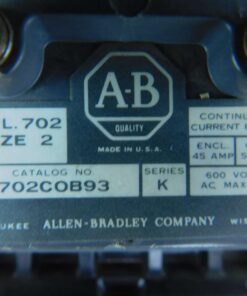 L. 702
ZE 2
A-B
QUALITY
MADE IN U.S.A.
CONTINU
CURRENT
ENCL.
45 AMP
CATALOG NO.
702COB93
SERIES
K
600 VO
AC MAX
UKEE ALLEN-BRADLEY COMPANY WIS